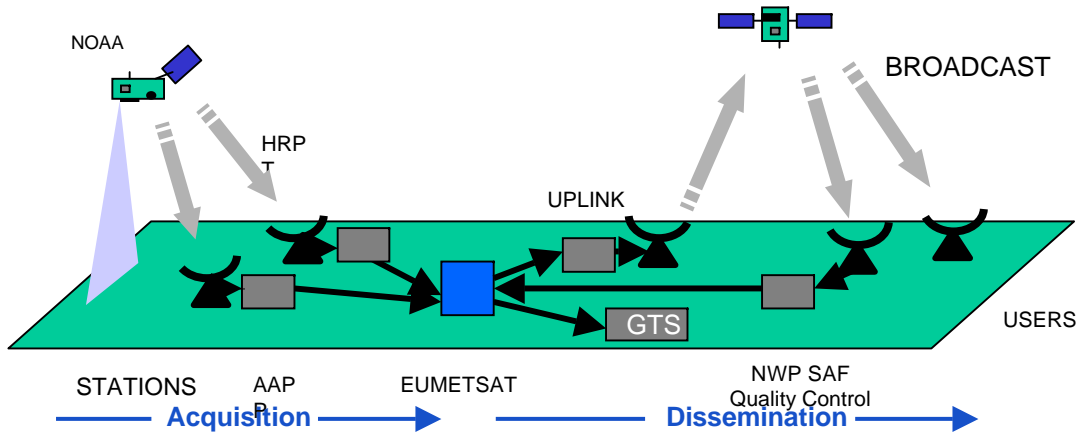 NOAA
BROADCAST
HRP
T
UPLINK
GTS
USERS
STATIONS
AAP
P
EUMETSAT
NWP SAF
Quality Control
Acquisition
Dissemination